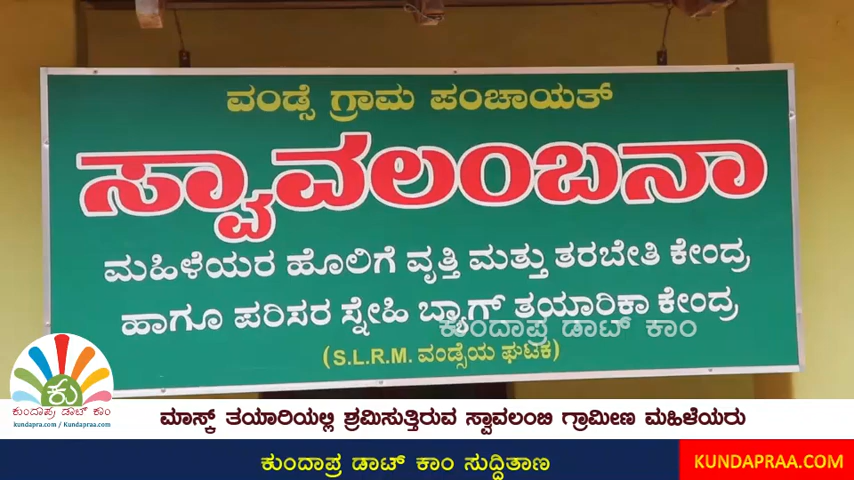 ವಂಡ್ಸೆ ಗ್ರಾಮ ಪಂಚಾಯತ್
ಸ್ವಾವಲಂಬನಾ
ಮಹಿಳೆಯರ ಹೊಲಿಗೆ ವೃತ್ತಿ ಮತ್ತು ತರಬೇತಿ ಕೇಂದ್ರ
ಹಾಗೂ ಪರಿಸರ ಸ್ನೇಹಿ ಬ್ಯಾಗ್ ತಯಾರಿಕಾ ಕೇಂದ್ರ
ಕುಂದಾಪ್ರ ಡಾಟ್ ಕಾಂ
(S.L.R.M. ವಂಡ್ಸೆಯ ಘಟಕ)
ಕು
ಕುಂದಾಪ್ರ ಡಾಟ್ ಕಾಂ
kundapra.com / Kundapraa.com
ಮಾಸ್ಕ್ ತಯಾರಿಯಲ್ಲಿ ಶ್ರಮಿಸುತ್ತಿರುವ ಸ್ವಾವಲಂಬಿ ಗ್ರಾಮೀಣ ಮಹಿಳೆಯರು
ಕುಂದಾಪ್ರ ಡಾಟ್ ಕಾಂ ಸುದ್ದಿತಾಣ
KUNDAPRAA.COM